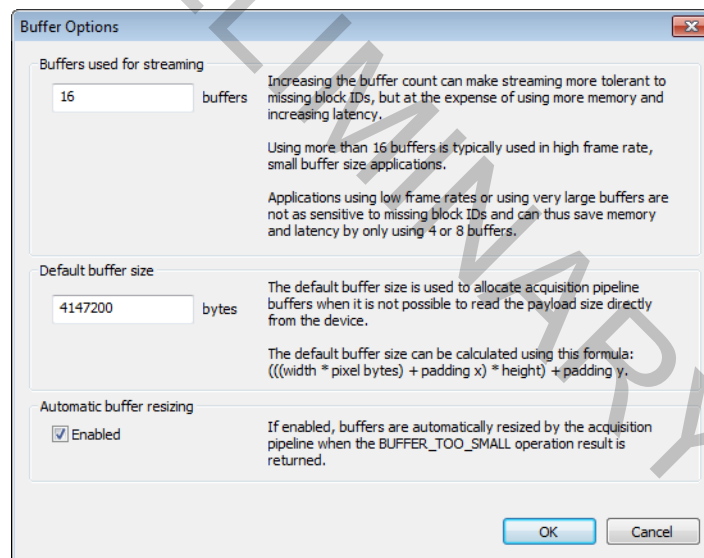 Buffer Options
Buffers used for streaming
16 buffers
Increasing the buffer count can make streaming more tolerant to
missing block IDs, but at the expense of using more memory and
increasing latency.
Using more than 16 buffers is typically used in high frame rate,
small buffer size applications.
Applications using low frame rates or using very large buffers are
not as sensitive to missing block IDs and can thus save memory
and latency by only using 4 or 8 buffers.
Default buffer size
4147200 bytes
The default buffer size is used to allocate acquisition pipeline
buffers when it is not possible to read the payload size directly
from the device.
The default buffer size can be calculated using this formula:
(((width * pixel bytes) + padding x) * height) + padding y.
Automatic buffer resizing
Enabled
If enabled, buffers are automatically resized by the acquisition
pipeline when the BUFFER_TOO_SMALL operation result is
returned.
OK Cancel
LIMINARY